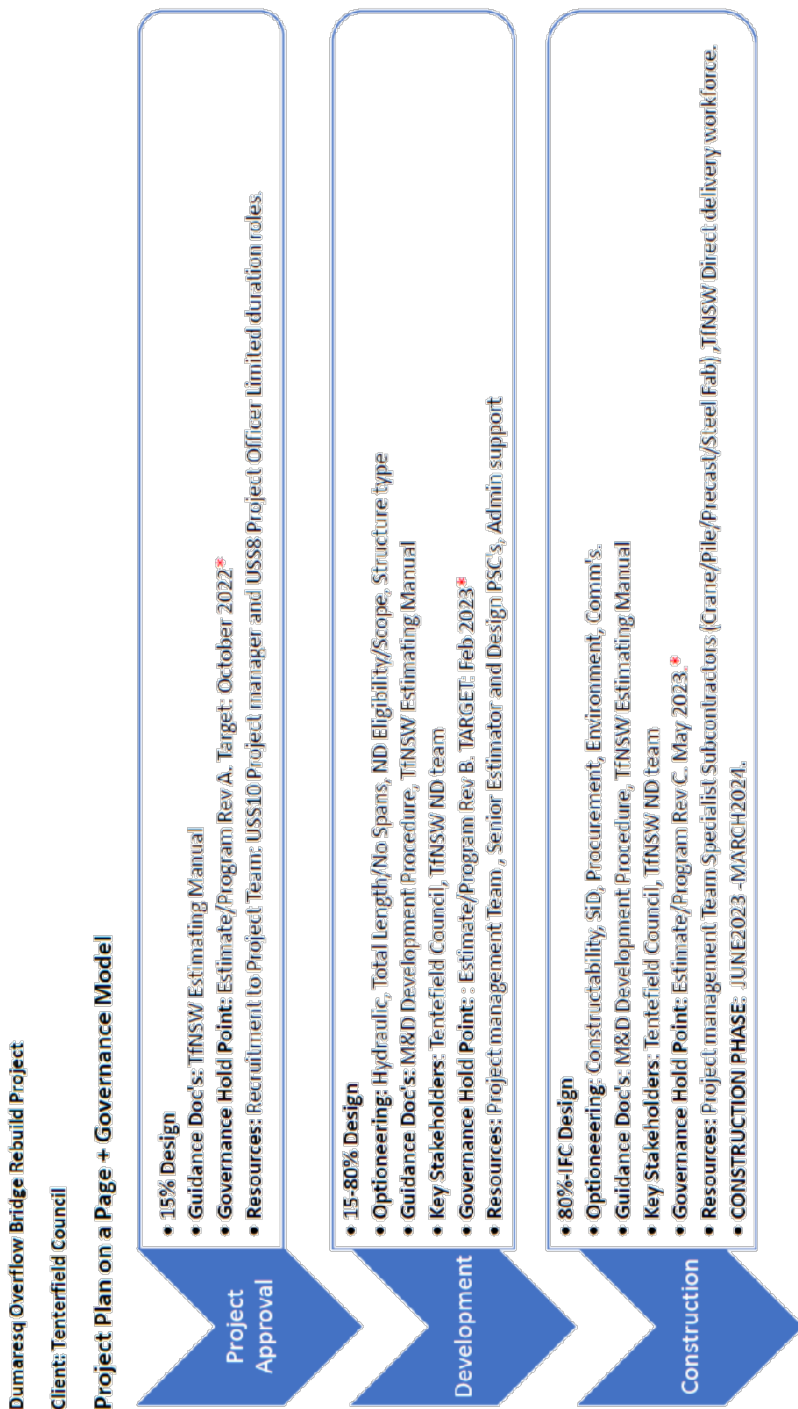 Dumaresq Overflow Bridge Rebuild Project
Client: Tenterfield Council
Project Plan on a Page + Governance Model
Project
Approval
• 15% Design
• Guidance Doc's: TfNSW Estimating Manual
• Governance Hold Point: Estimate/Program Rev A. Target: October 2022*
• Resources: Recruitment to Project Team: USS10 Project manager and USS8 Project Officer Limited duration roles.
Development
• 15-80% Design
• Optioneering: Hydraulic, Total Length/No Spans, ND Eligibility/Scope, Structure type
• Guidance Doc's: M&D Development Procedure, TfNSW Estimating Manual
• Key Stakeholders: Tentefield Council, TfNSW ND team
• Governance Hold Point: : Estimate/Program Rev B. TARGET: Feb 2023*
• Resources: Project management Team , Senior Estimator and Design PSC's, Admin support
Construction
• 80%-IFC Design
• Optioneeering: Constructability, SiD, Procurement, Environment, Comm's.
• Guidance Doc's: M&D Development Procedure, TfNSW Estimating Manual
• Key Stakeholders: Tentefield Council, TfNSW ND team
• Governance Hold Point: Estimate/Program Rev C. May 2023.*
• Resources: Project management Team Specialist Subcontractors (Crane/Pile/Precast/Steel Fab) ,TfNSW Direct delivery workforce.
• CONSTRUCTION PHASE: JUNE2023 -MARCH2024.